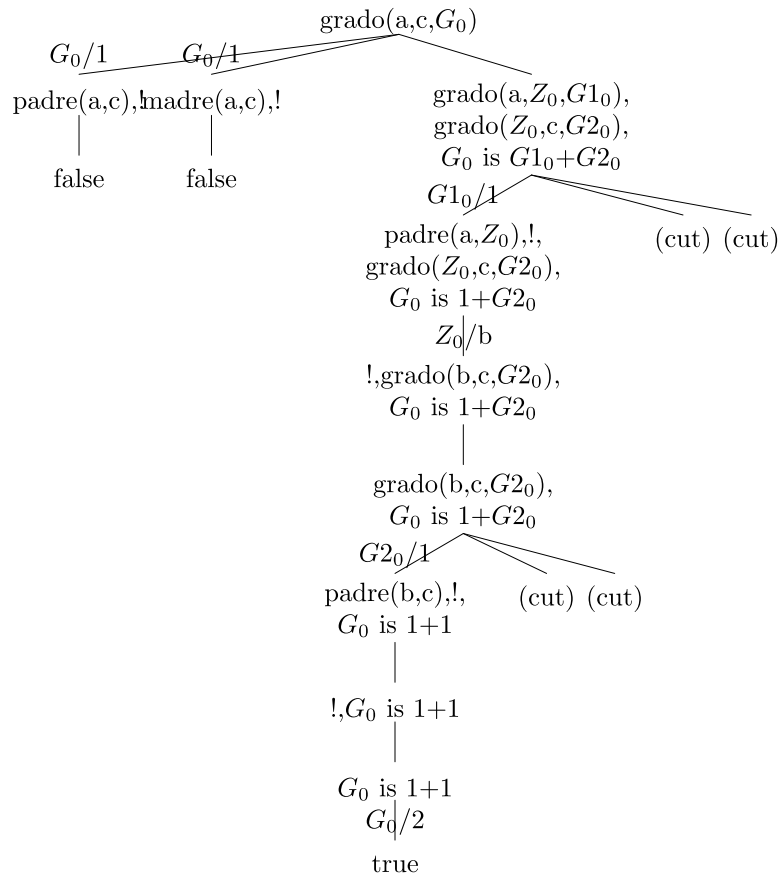 grado(a,c,G₀)
G₀/1
G₀/1
padre(a,c),!
madre(a,c),!
false
false
grado(a,Z₀,G1₀),
grado(Z₀,c,G2₀),
G₀ is G1₀+G2₀
G1₀/1
padre(a,Z₀),!,
grado(Z₀,c,G2₀),
G₀ is 1+G2₀
(cut)
(cut)
Z₀/b
!,grado(b,c,G2₀),
G₀ is 1+G2₀
grado(b,c,G2₀),
G₀ is 1+G2₀
G2₀/1
padre(b,c),!,
G₀ is 1+1
(cut)
(cut)
!,G₀ is 1+1
G₀ is 1+1
G₀/2
true